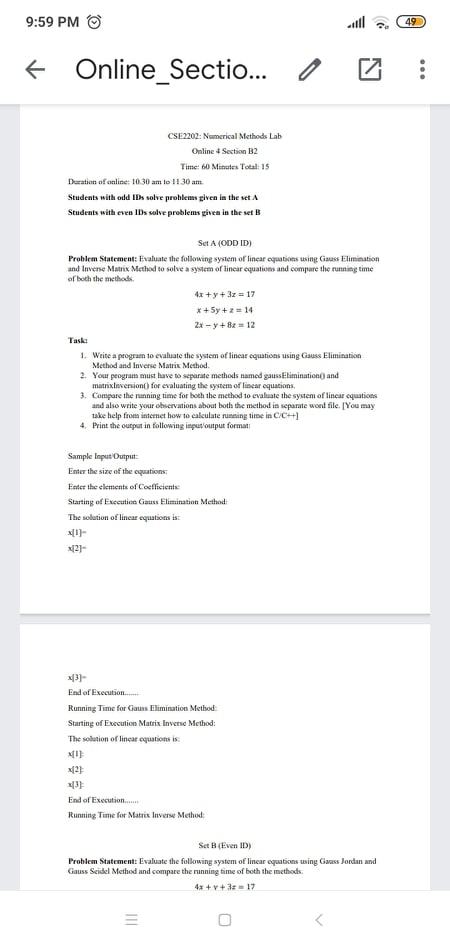 9:59 PM
49
Online_Sectio...
CSE2202: Numerical Methods Lab
Online 4 Section B2
Time: 60 Minutes Total: 15
Duration of online: 10.30 am to 11.30 am.
Students with odd IDs solve problems given in the set A
Students with even IDs solve problems given in the set B
Set A (ODD ID)
Problem Statement: Evaluate the following system of linear equations using Gauss Elimination
and Inverse Matrix Method to solve a system of linear equations and compare the running time
of both the methods.
4x + y + 3z = 17
x + 5y + z = 14
2x − y + 8z = 12
Task:
1. Write a program to evaluate the system of linear equations using Gauss Elimination
Method and Inverse Matrix Method.
2. Your program must have to separate methods named gaussElimination() and
matrixInversion() for evaluating the system of linear equations.
3. Compare the running time for both the method to evaluate the system of linear equations
and also write your observations about both the method in separate word file. [You may
take help from internet how to calculate running time in C/C++]
4. Print the output in following input/output format:
Sample Input/Output:
Enter the size of the equations:
Enter the elements of Coefficients:
Starting of Execution Gauss Elimination Method:
The solution of linear equations is:
x[1]=
x[2]=
x[3]=
End of Execution.......
Running Time for Gauss Elimination Method:
Starting of Execution Matrix Inverse Method:
The solution of linear equations is:
x[1]:
x[2]:
x[3]:
End of Execution.......
Running Time for Matrix Inverse Method:
Set B (Even ID)
Problem Statement: Evaluate the following system of linear equations using Gauss Jordan and
Gauss Seidel Method and compare the running time of both the methods.
4x + y + 3z = 17